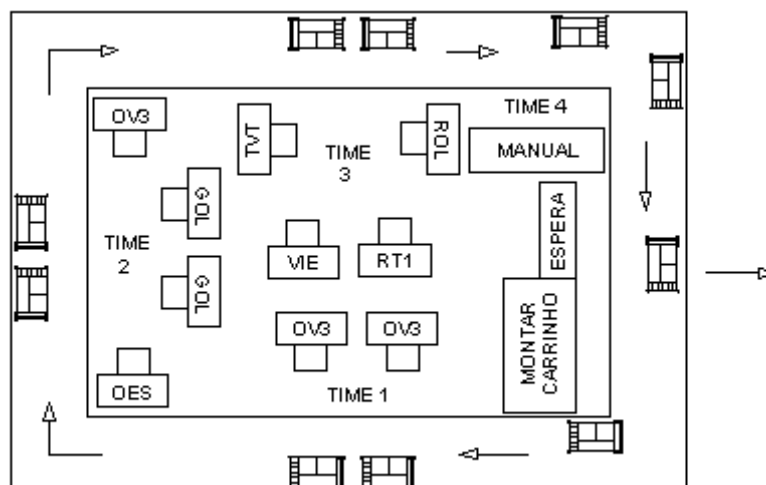 OV3
TVT
TIME
3
ROL
TIME 4
MANUAL
GOL
TIME
2
GOL
VIE
RT1
ESPERA
OV3
OV3
MONTAR
CARRINHO
OES
TIME 1